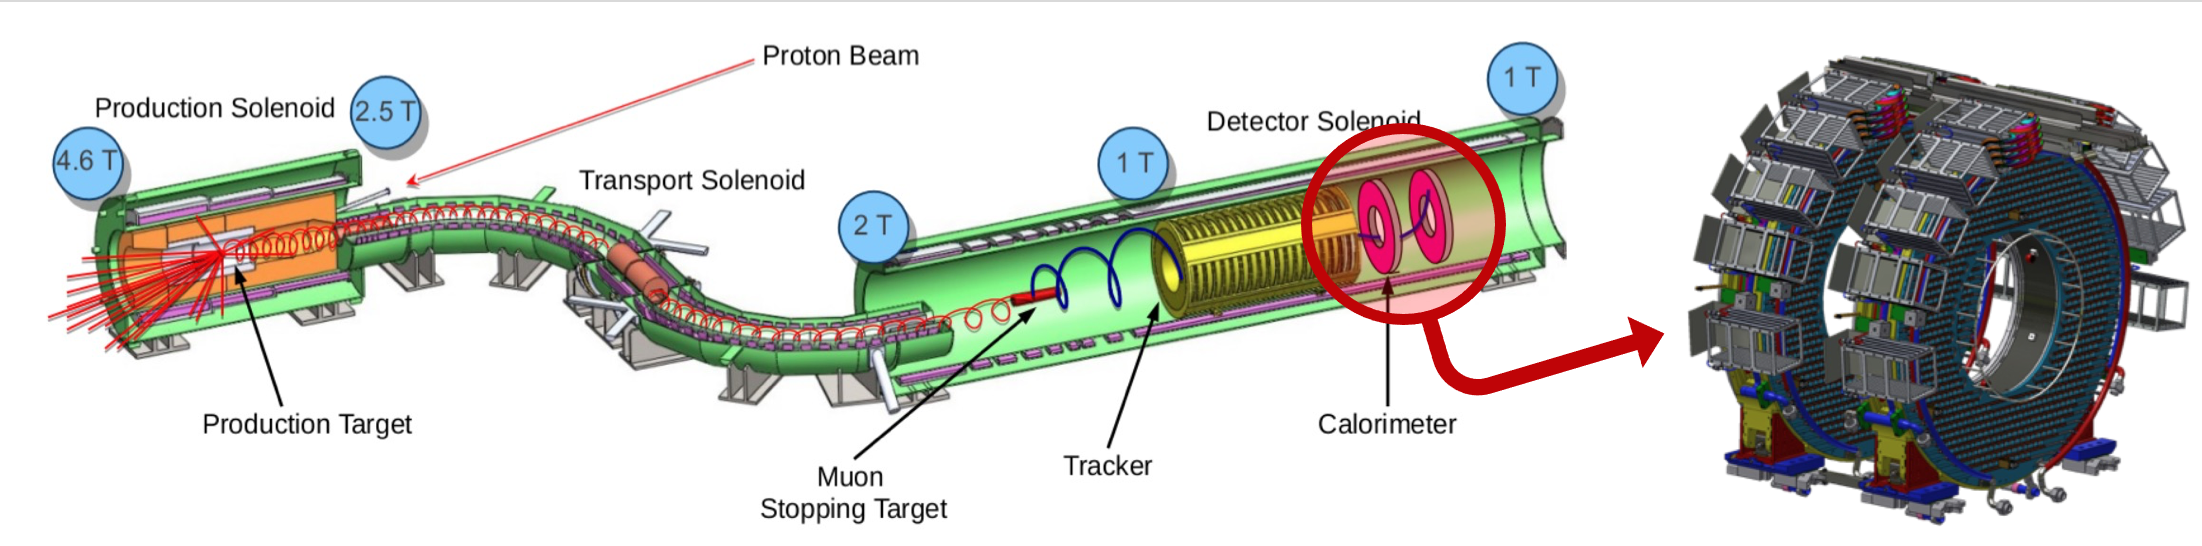 Proton Beam
Production Solenoid
2.5 T
4.6 T
Transport Solenoid
2 T
1 T
Detector Solenoid
1 T
Production Target
Muon
Stopping Target
Tracker
Calorimeter